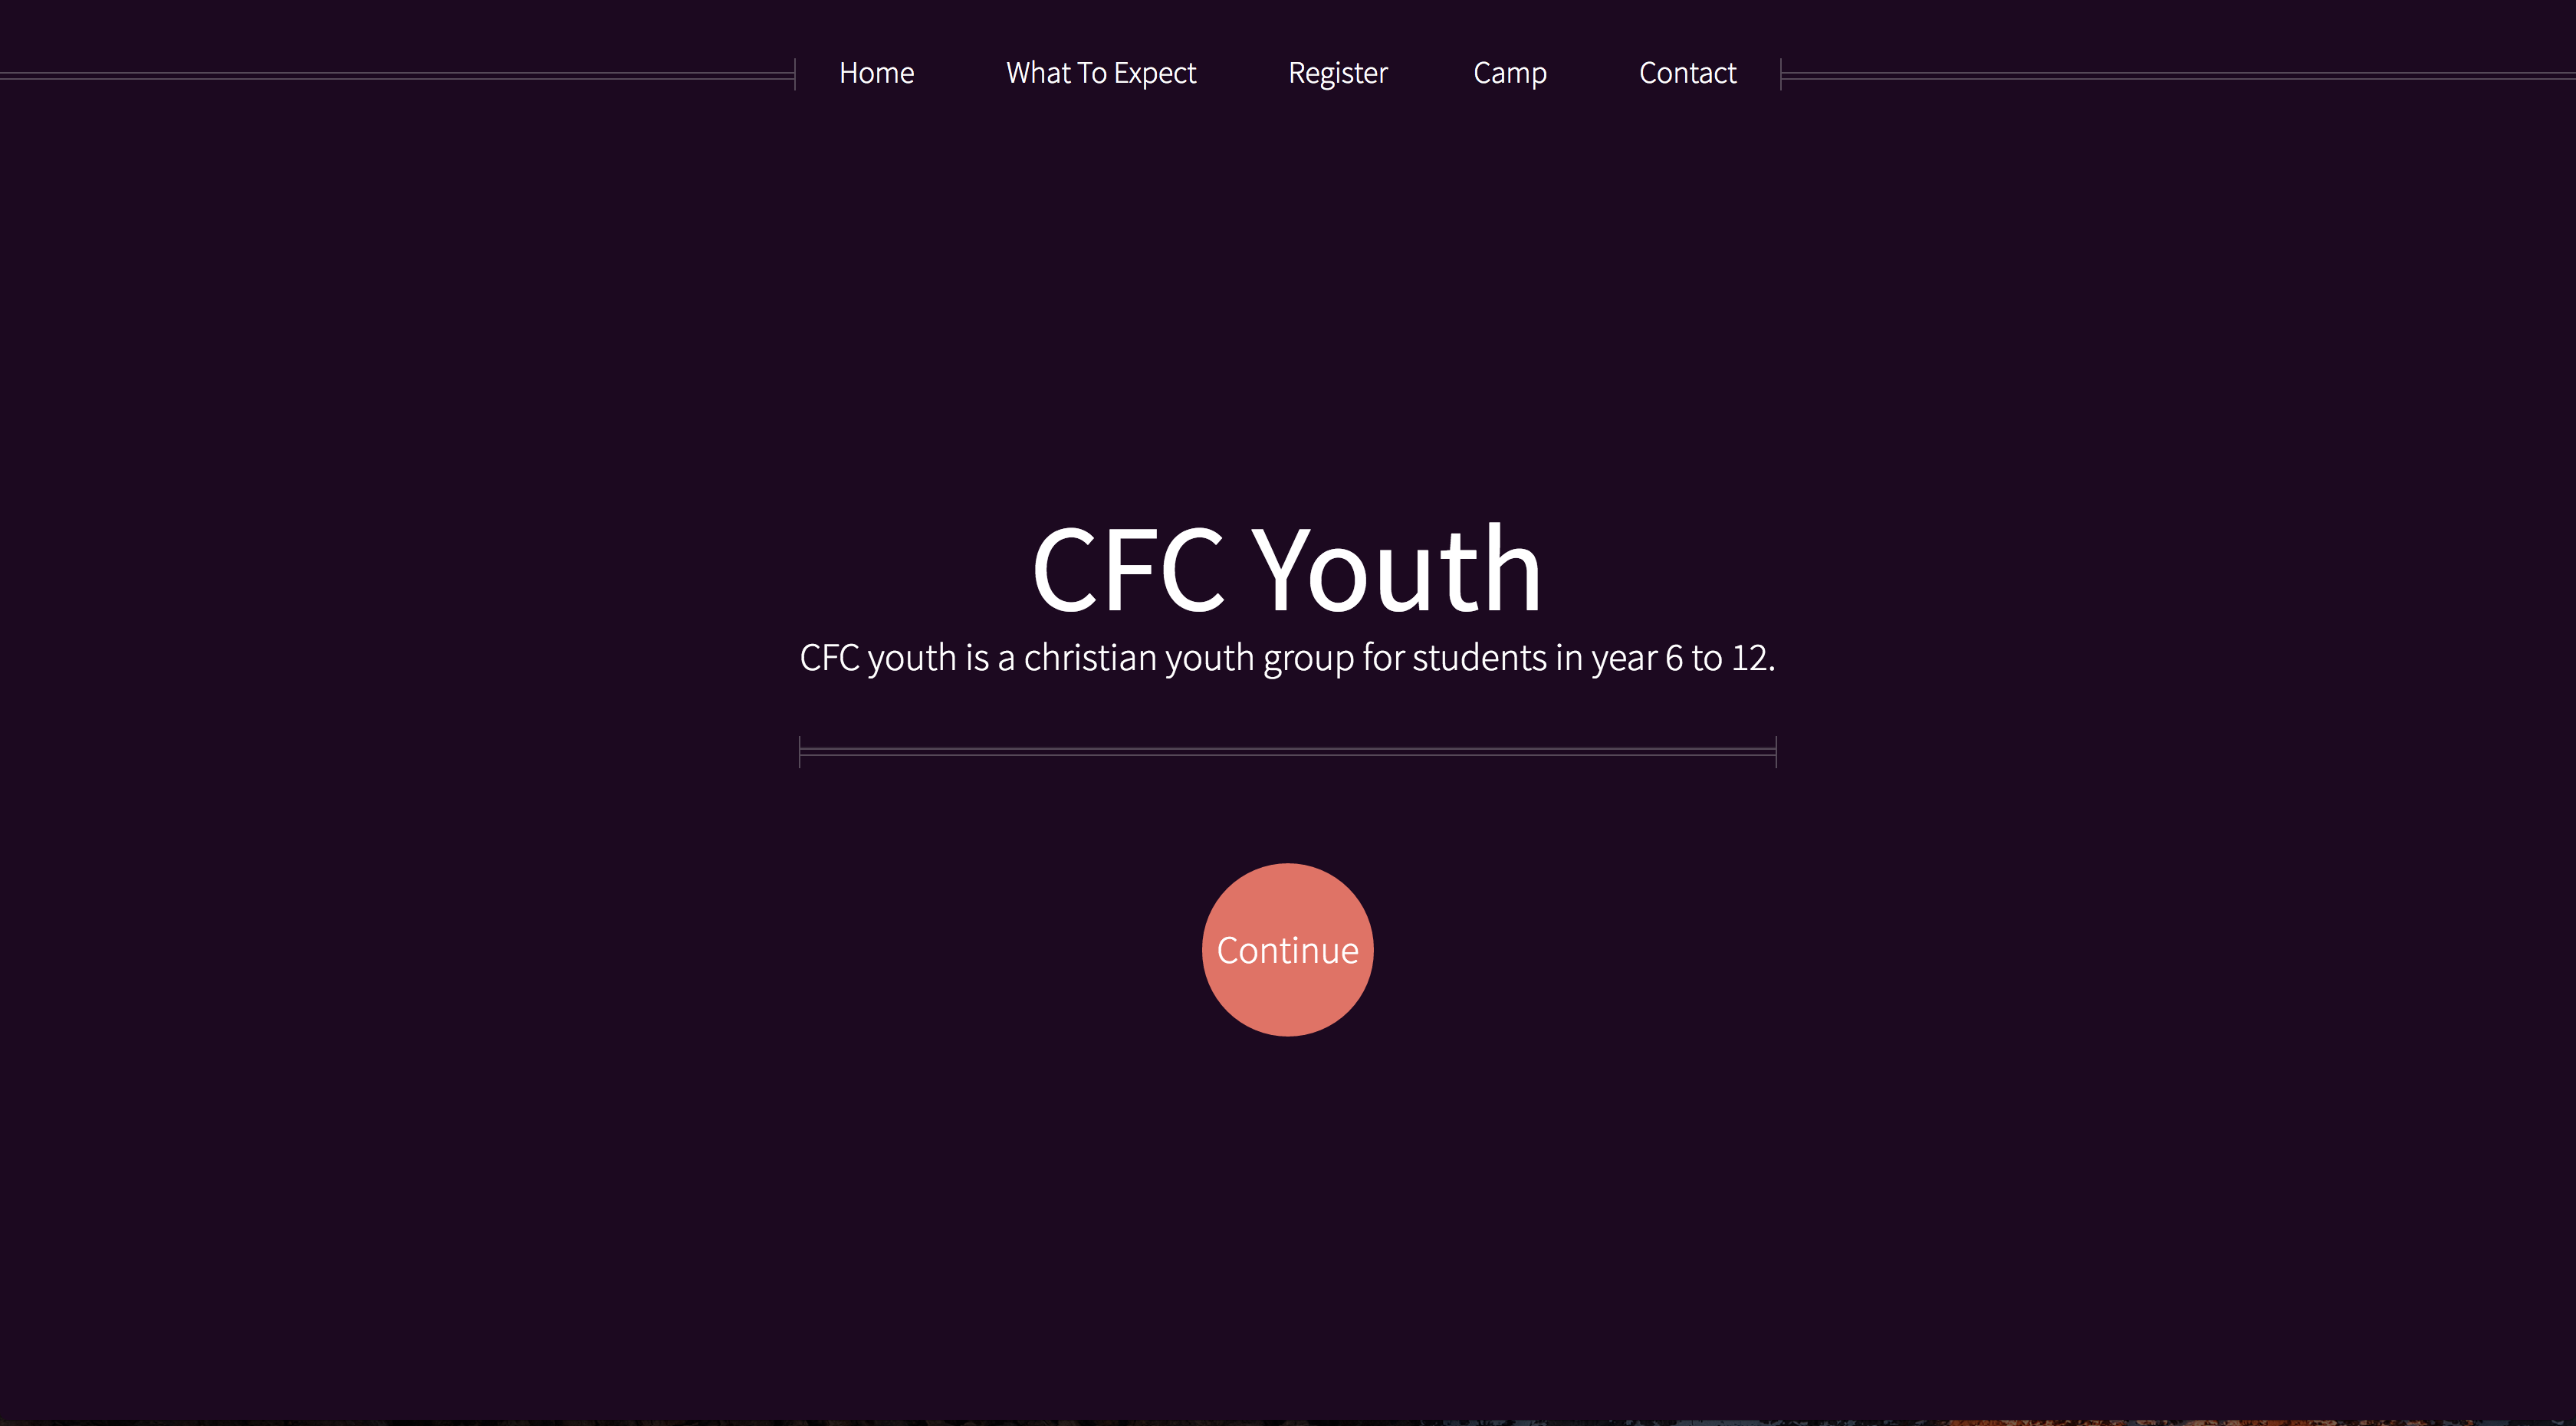 Home What To Expect Register Camp Contact
CFC Youth
CFC youth is a christian youth group for students in year 6 to 12.
Continue